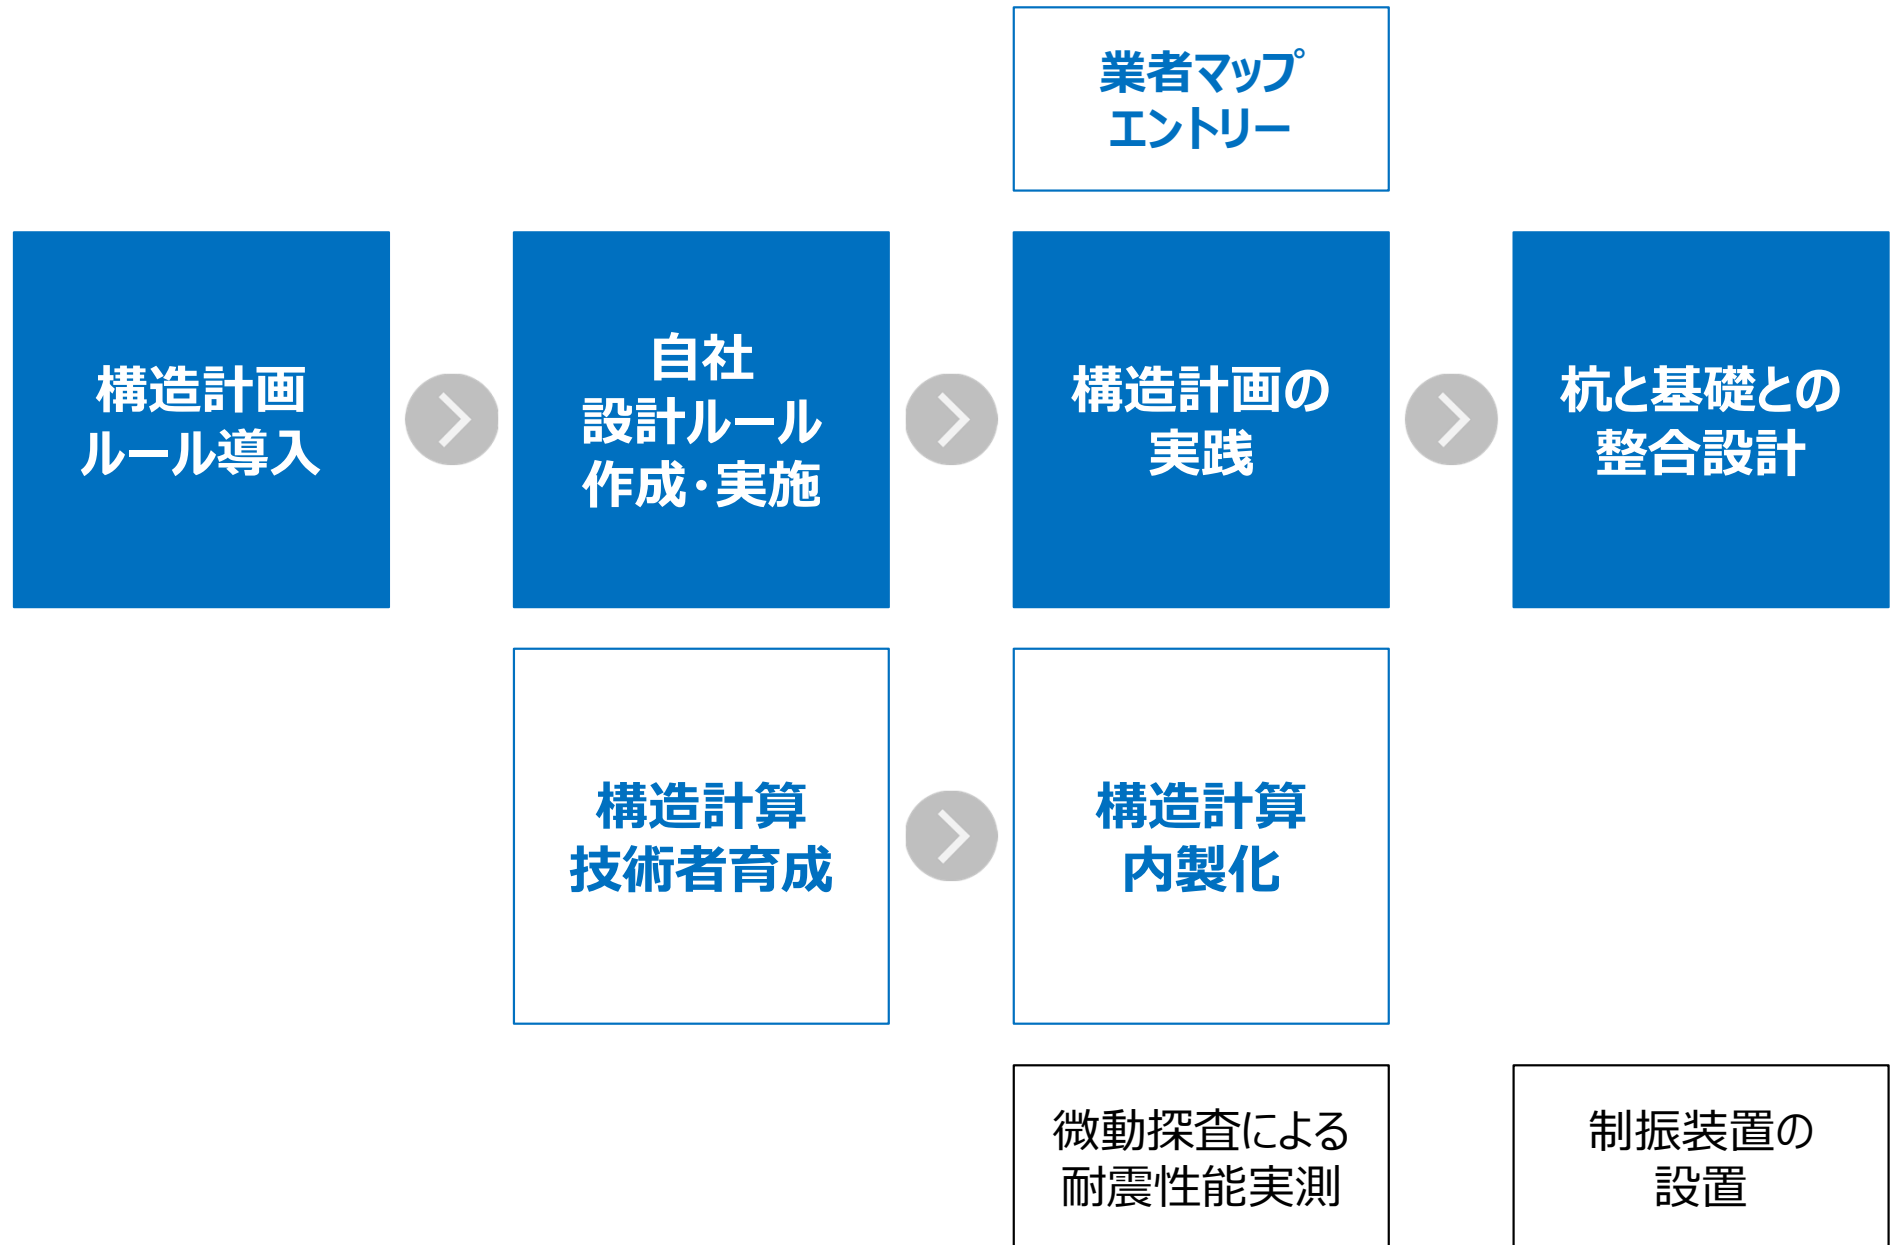 業者マップ
エントリー
構造計画
ルール導入
自社
設計ルール
作成・実施
構造計画の
実践
杭と基礎との
整合設計
構造計算
技術者育成
構造計算
内製化
微動探査による
耐震性能実測
制振装置の
設置